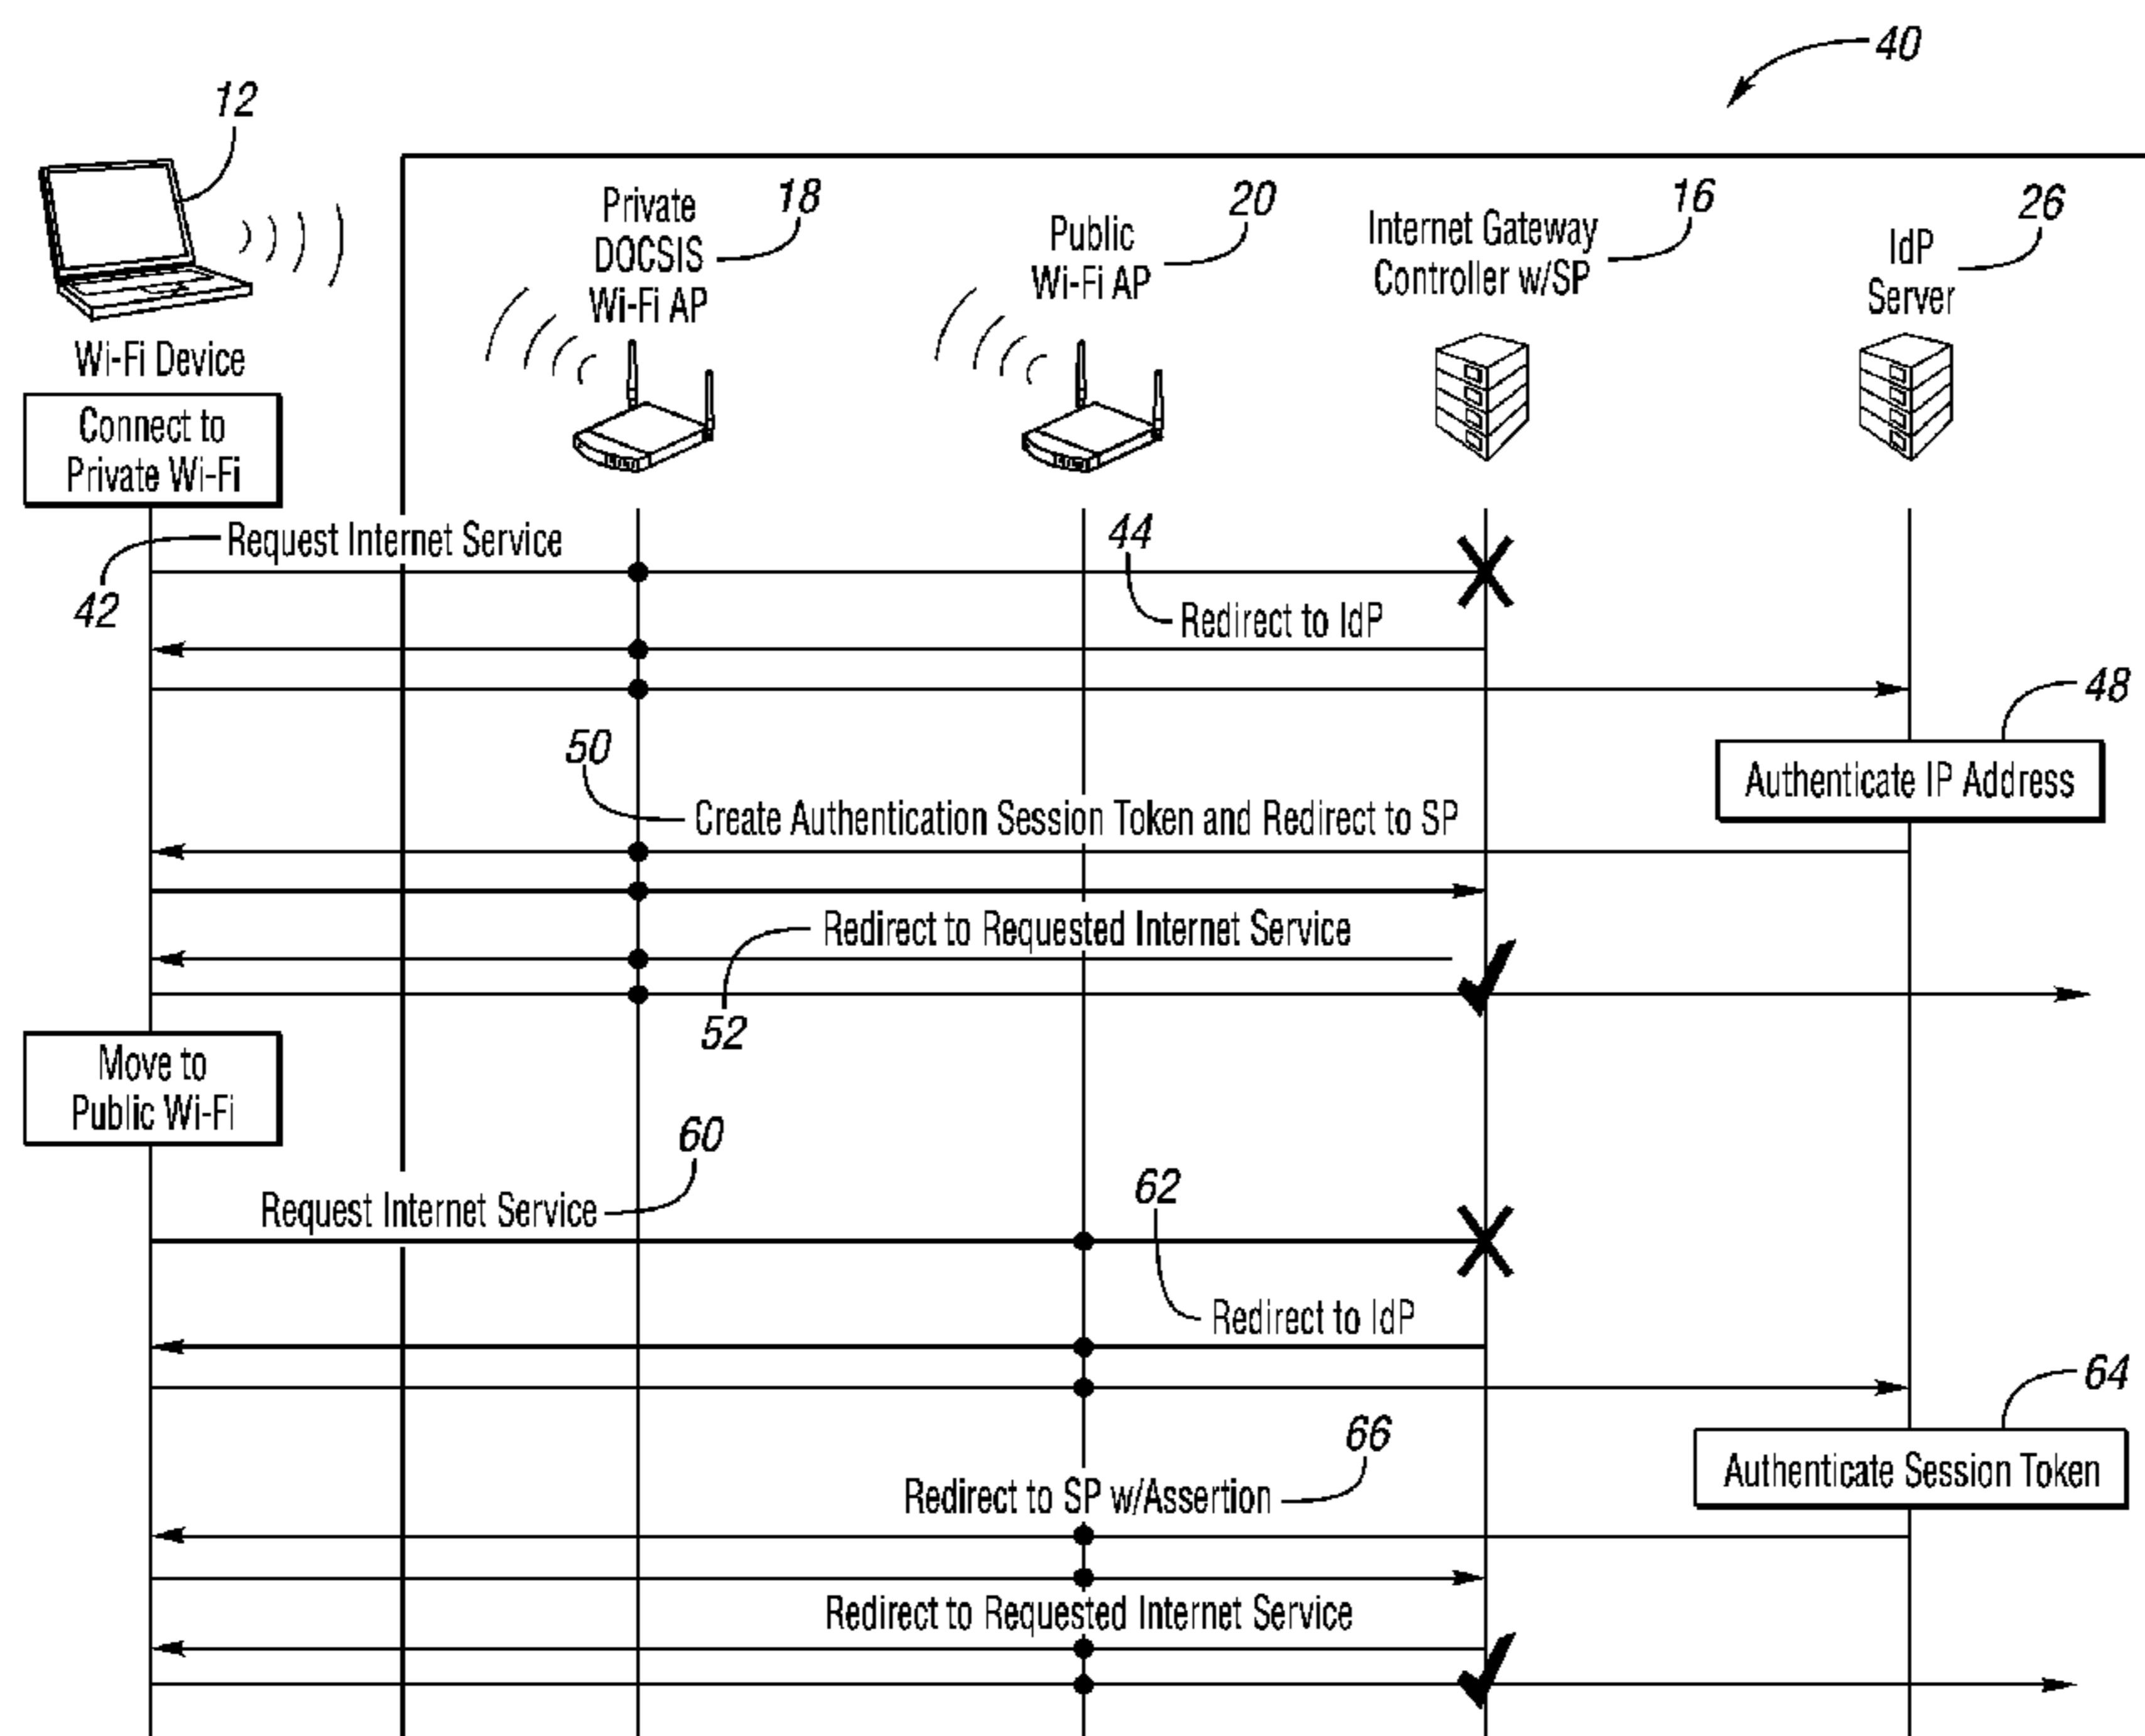 40
12
Private
DOCSIS
Wi-Fi AP
18
Public
Wi-Fi AP
20
Internet Gateway
Controller w/SP
16
IdP
Server
26
Wi-Fi Device
Connect to
Private Wi-Fi
Request Internet Service
42
44
Redirect to IdP
48
Authenticate IP Address
50
Create Authentication Session Token and Redirect to SP
Redirect to Requested Internet Service
52
Move to
Public Wi-Fi
60
Request Internet Service
62
Redirect to IdP
64
Authenticate Session Token
66
Redirect to SP w/Assertion
Redirect to Requested Internet Service